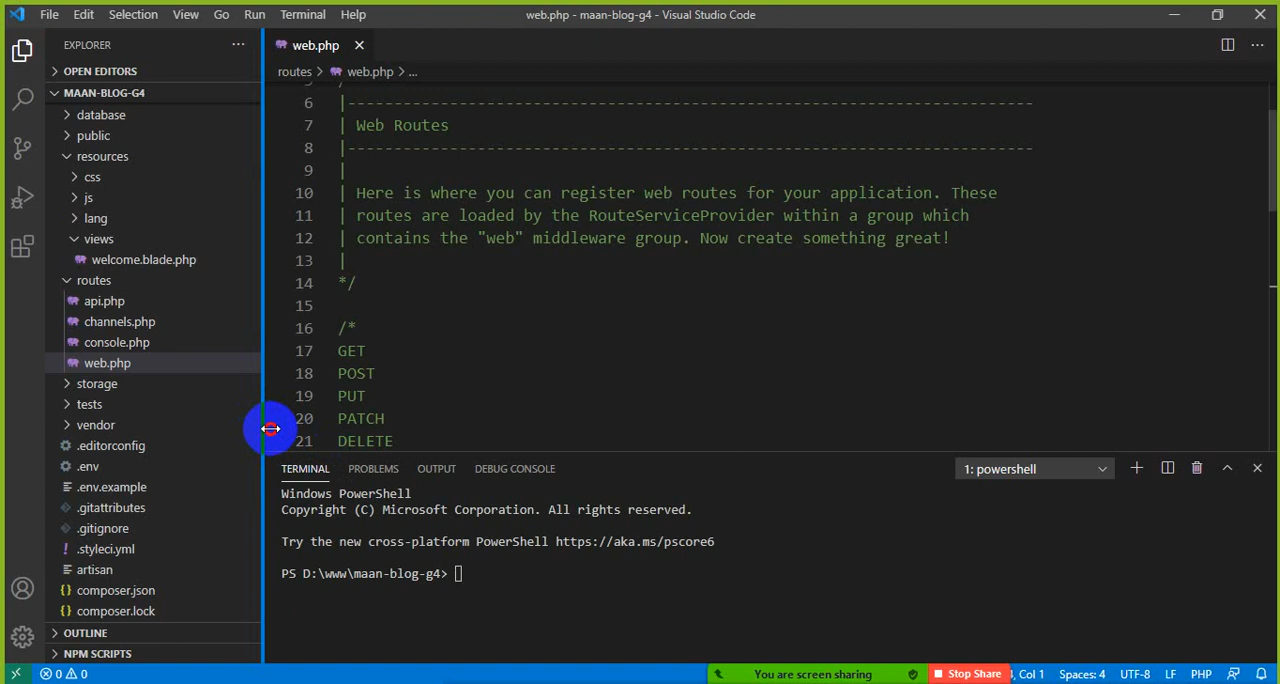 File Edit Selection View Go Run Terminal Help
web.php - maan-blog-g4 - Visual Studio Code
EXPLORER
OPEN EDITORS
MAAN-BLOG-G4
database
public
resources
css
js
lang
views
welcome.blade.php
routes
api.php
channels.php
console.php
web.php
storage
tests
vendor
.editorconfig
.env
.env.example
.gitattributes
.gitignore
.styleci.yml
artisan
composer.json
composer.lock
OUTLINE
NPM SCRIPTS
web.php
routes > web.php > ...
6 |--------------------------------------------------------------------------
7 | Web Routes
8 |--------------------------------------------------------------------------
9 |
10 | Here is where you can register web routes for your application. These
11 | routes are loaded by the RouteServiceProvider within a group which
12 | contains the "web" middleware group. Now create something great!
13 |
14 */
15
16 /*
17 GET
18 POST
19 PUT
20 PATCH
21 DELETE
TERMINAL PROBLEMS OUTPUT DEBUG CONSOLE
1: powershell
Windows PowerShell
Copyright (C) Microsoft Corporation. All rights reserved.
Try the new cross-platform PowerShell https://aka.ms/pscore6
PS D:\www\maan-blog-g4>
0 0
You are screen sharing
Stop Share
, Col 1 Spaces: 4 UTF-8 LF PHP